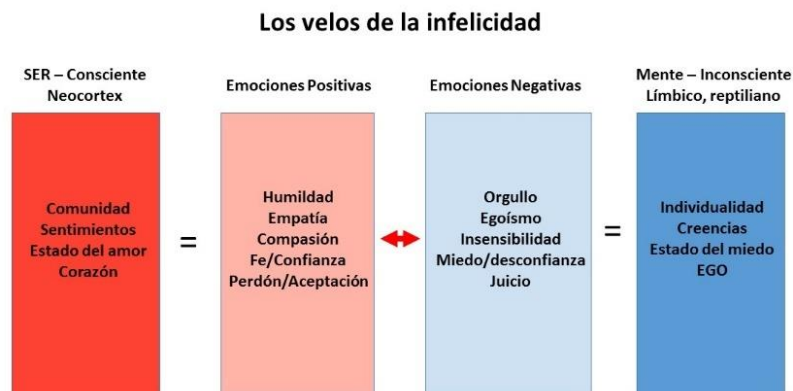 Los velos de la infelicidad
SER – Consciente
Neocortex
Comunidad
Sentimientos
Estado del amor
Corazón
=
Emociones Positivas
Humildad
Empatía
Compasión
Fe/Confianza
Perdón/Aceptación
Emociones Negativas
Orgullo
Egoísmo
Insensibilidad
Miedo/desconfianza
Juicio
=
Mente – Inconsciente
Límbico, reptiliano
Individualidad
Creencias
Estado del miedo
EGO